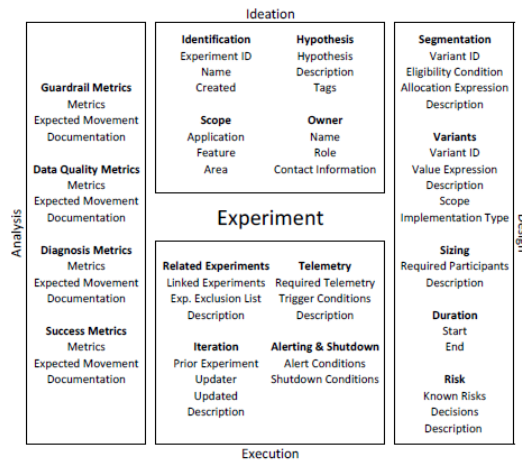 Ideation
Analysis
Guardrail Metrics
Metrics
Expected Movement
Documentation
Data Quality Metrics
Metrics
Expected Movement
Documentation
Diagnosis Metrics
Metrics
Expected Movement
Documentation
Success Metrics
Metrics
Expected Movement
Documentation
Identification
Experiment ID
Name
Created
Hypothesis
Hypothesis
Description
Tags
Scope
Application
Feature
Area
Owner
Name
Role
Contact Information
Experiment
Related Experiments
Linked Experiments
Exp. Exclusion List
Description
Telemetry
Required Telemetry
Trigger Conditions
Description
Iteration
Prior Experiment
Updater
Updated
Description
Alerting & Shutdown
Alert Conditions
Shutdown Conditions
Segmentation
Variant ID
Eligibility Condition
Allocation Expression
Description
Variants
Variant ID
Value Expression
Description
Scope
Implementation Type
Sizing
Required Participants
Description
Duration
Start
End
Risk
Known Risks
Decisions
Description
Design
Execution